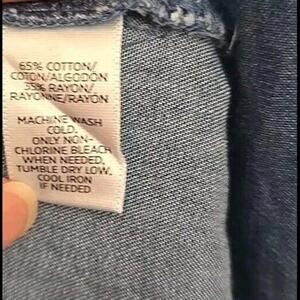 65% COTTON/
COTON/ALGODON
35% RAYON/
RAYONNE/RAYON
MACHINE WASH
COLD.
ONLY NON-
CHLORINE BLEACH
WHEN NEEDED,
TUMBLE DRY LOW,
COOL IRON
IF NEEDED